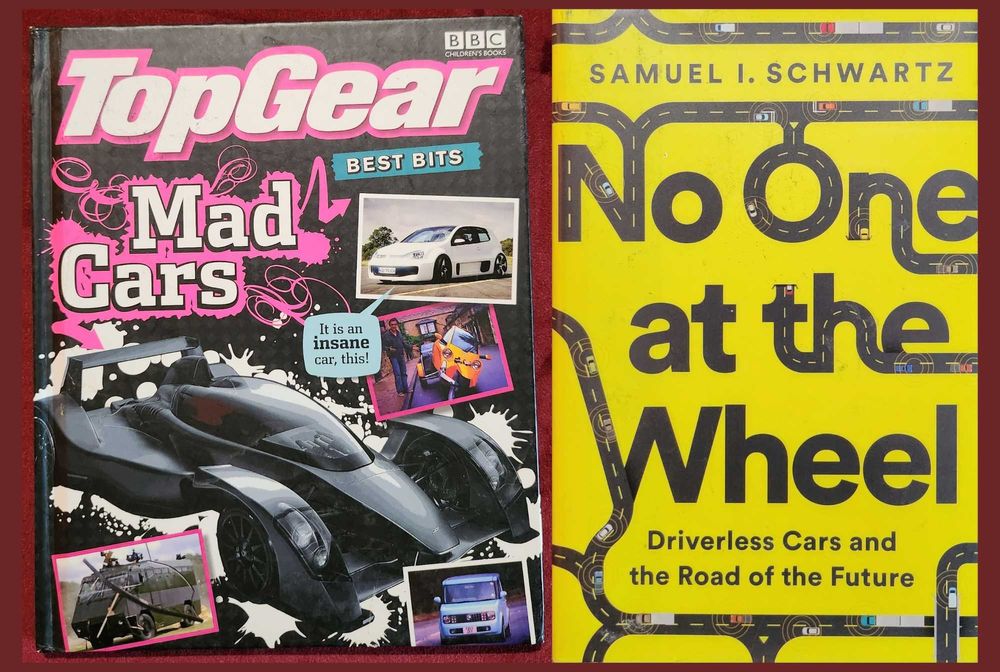 BBC
CHILDREN'S BOOKS
TopGear
BEST BITS
Mad
Cars
It is an
insane
car, this!
SAMUEL I. SCHWARTZ
No One
at the
Wheel
Driverless Cars and
the Road of the Future